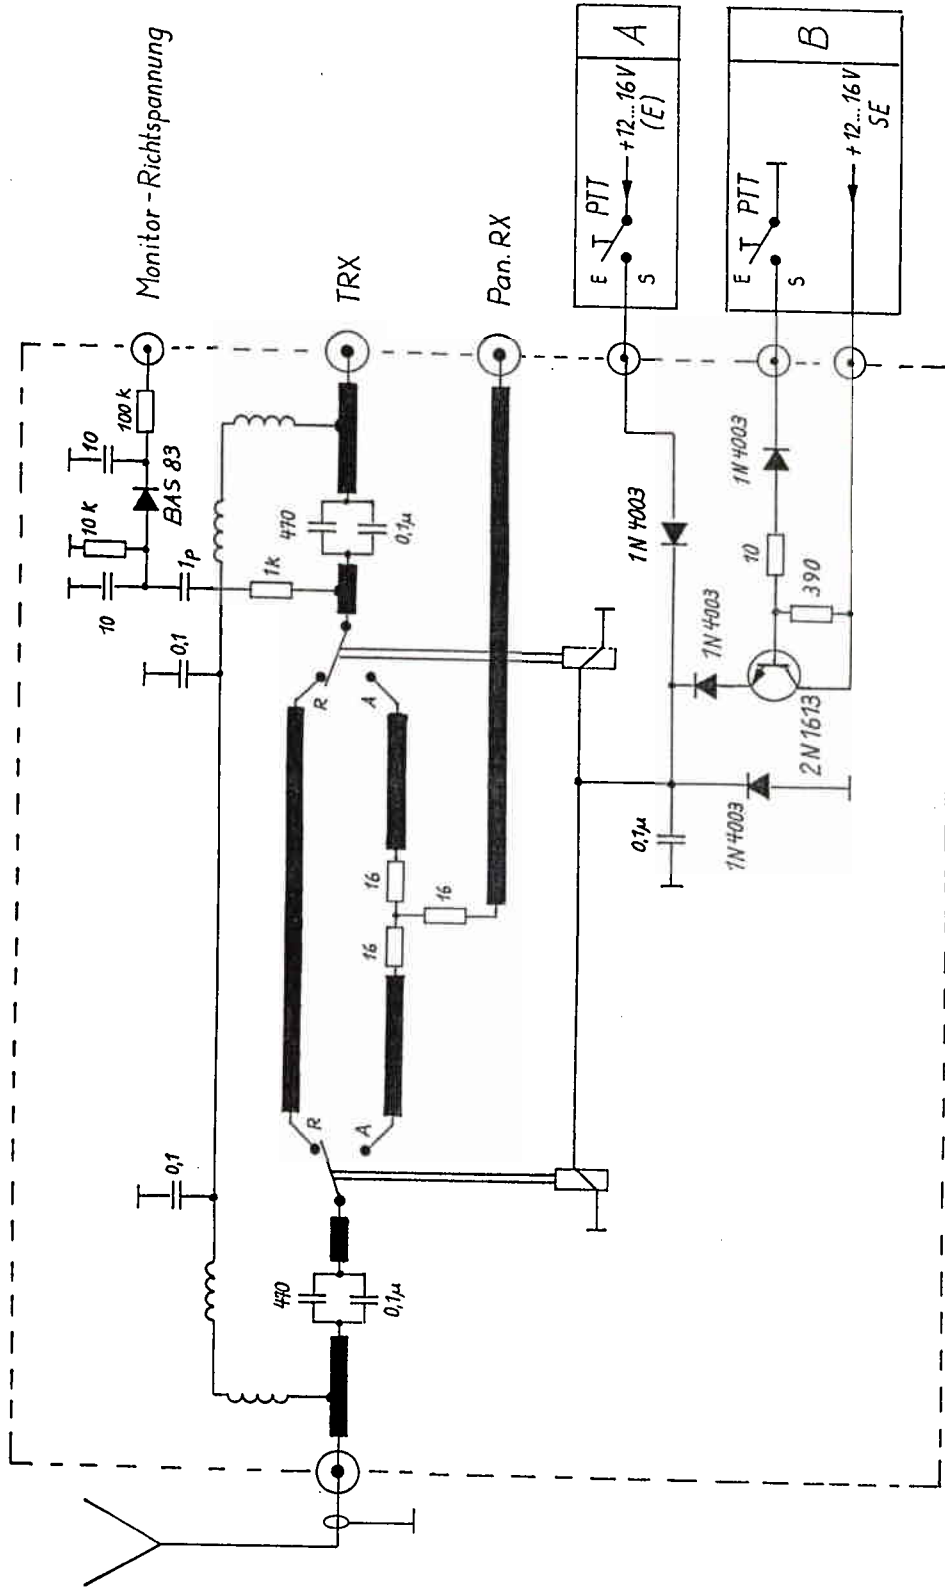 Monitor-Richtspannung
TRX
Pan. RX
A
+12...16V
(E)
PTT
E
S
B
PTT
E
S
+12...16V
SE
100k
10
BAS 83
10k
10
1p
1k
470
0,1µ
0,1
R
A
16
16
16
R
A
0,1
470
0,1µ
1N4003
1N4003
1N4003
10
390
2N1613
0,1µ
1N4003